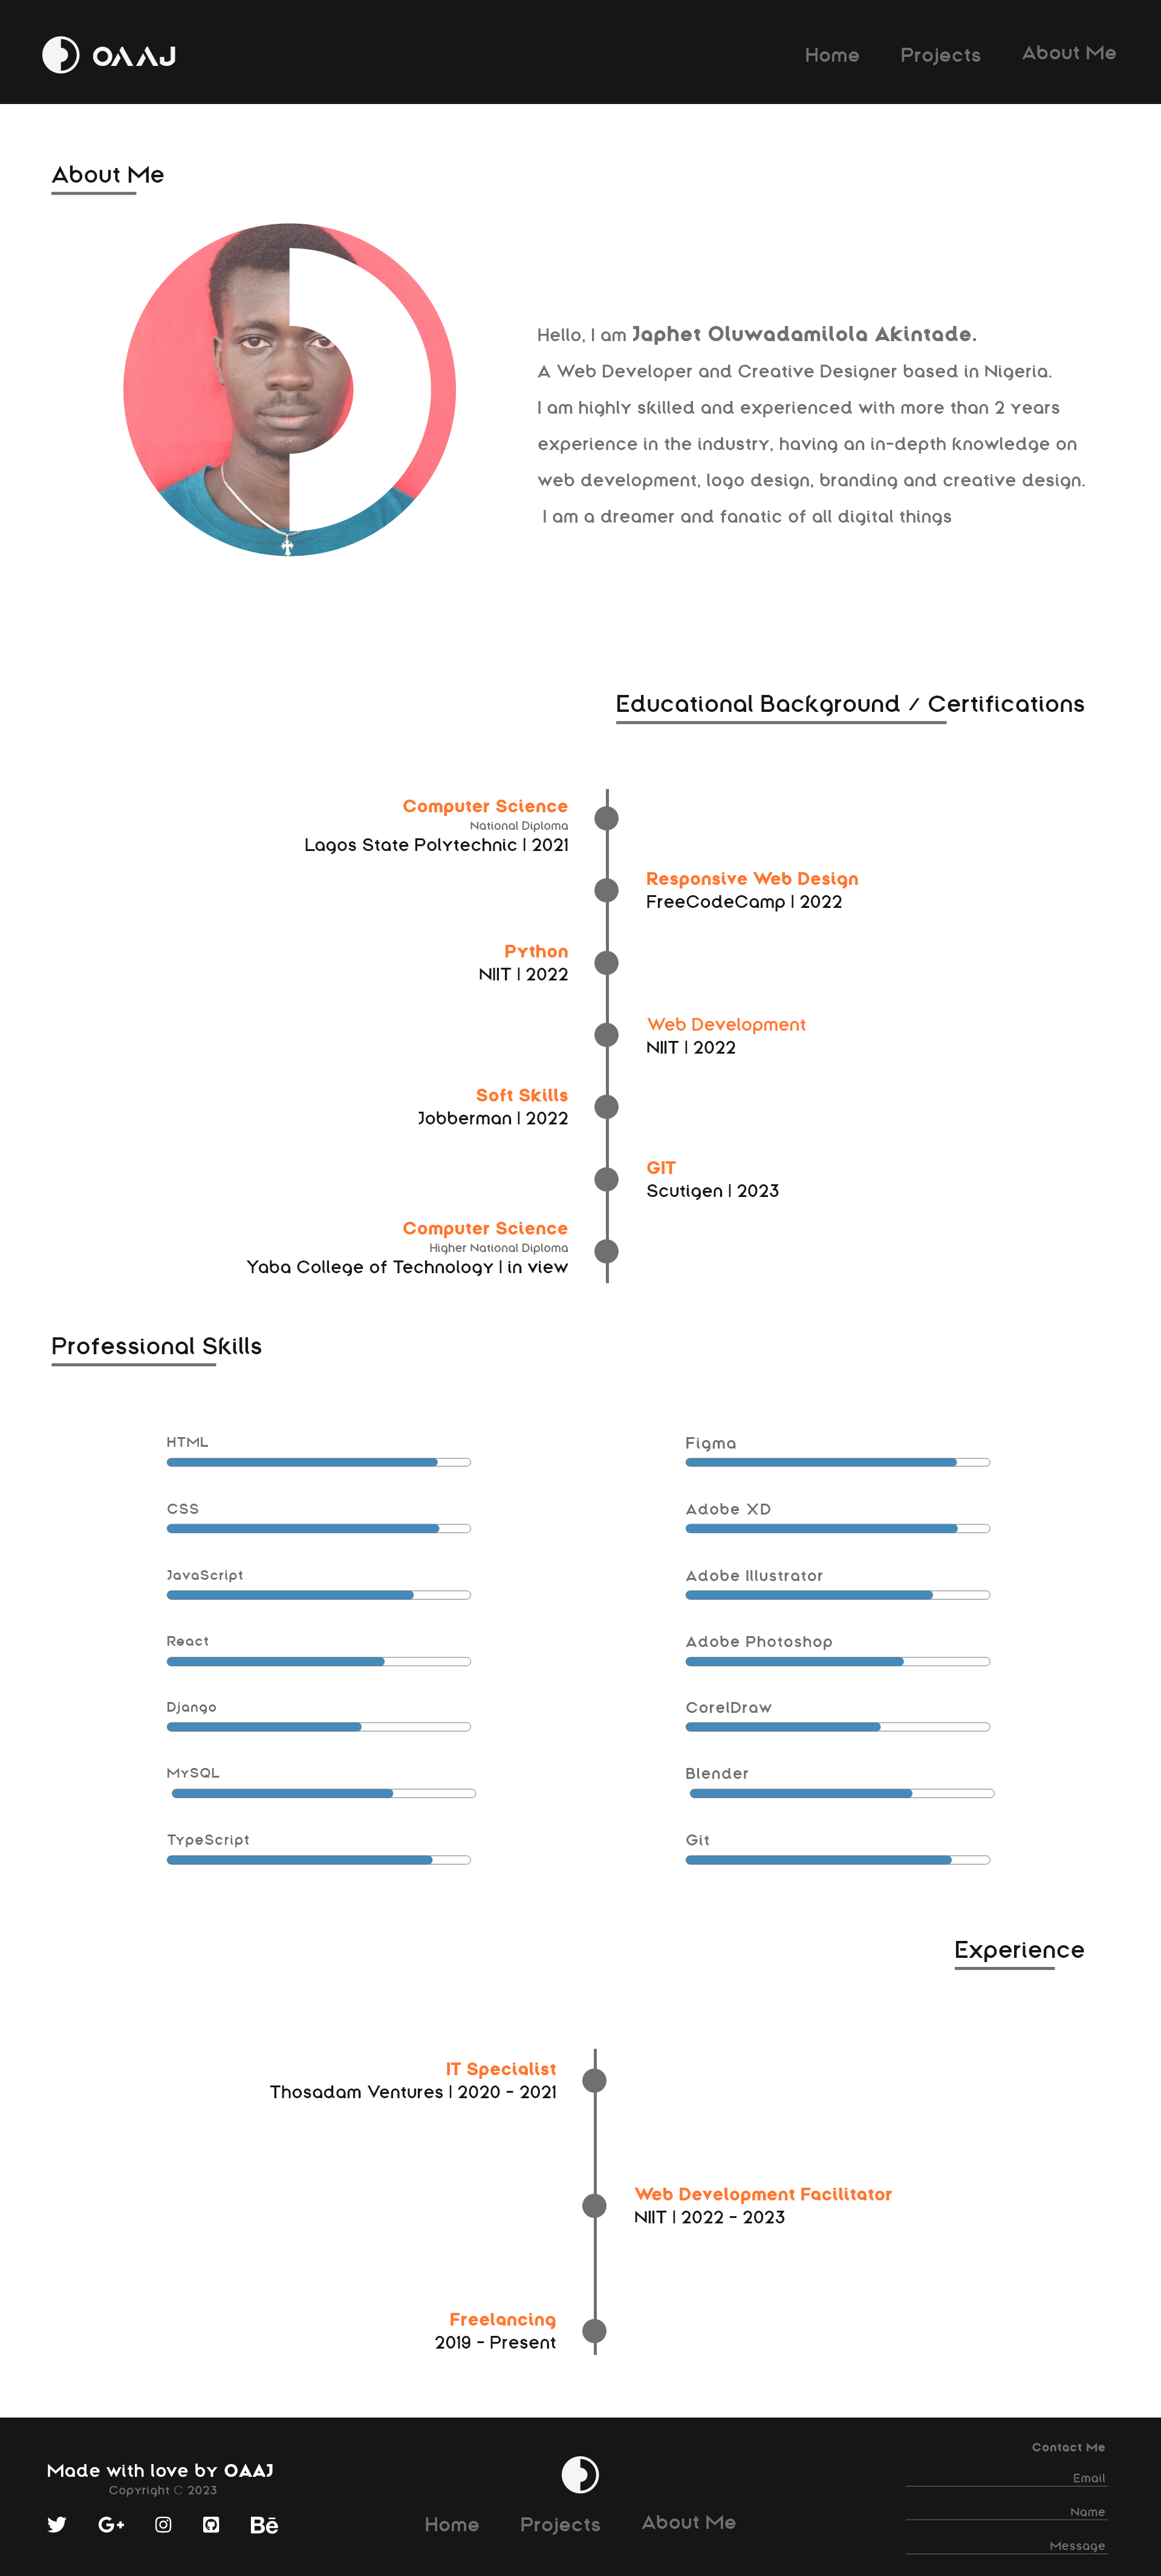 OAAJ
Home Projects About Me
About Me
Hello, I am Japhet Oluwadamilola Akintade.
A Web Developer and Creative Designer based in Nigeria.
I am highly skilled and experienced with more than 2 years
experience in the industry, having an in-depth knowledge on
web development, logo design, branding and creative design.
I am a dreamer and fanatic of all digital things
Educational Background / Certifications
Computer Science
National Diploma
Lagos State Polytechnic | 2021
Responsive Web Design
FreeCodeCamp | 2022
Python
NIIT | 2022
Web Development
NIIT | 2022
Soft Skills
Jobberman | 2022
GIT
Scutigen | 2023
Computer Science
Higher National Diploma
Yaba College of Technology | in view
Professional Skills
HTML
CSS
JavaScript
React
Django
MySQL
TypeScript
Figma
Adobe XD
Adobe Illustrator
Adobe Photoshop
CorelDraw
Blender
Git
Experience
IT Specialist
Thosadam Ventures | 2020 - 2021
Web Development Facilitator
NIIT | 2022 - 2023
Freelancing
2019 - Present
Made with love by OAAJ
Copyright C 2023
Home Projects About Me
Contact Me
Email
Name
Message